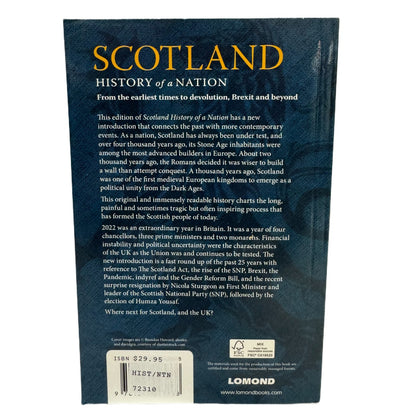 SCOTLAND
HISTORY of a NATION
From the earliest times to devolution, Brexit and beyond
This edition of Scotland History of a Nation has a new
introduction that connects the past with more contemporary
events. As a nation, Scotland has always been under test, and
over four thousand years ago, its Stone Age inhabitants were
among the most advanced builders in Europe. About two
thousand years ago, the Romans decided it was wiser to build
a wall than attempt conquest. A thousand years ago, Scotland
was one of the first medieval European kingdoms to emerge as a
political unity from the Dark Ages.
This original and immensely readable history charts the long,
painful and sometimes tragic but often inspiring process that
has formed the Scottish people of today.
2022 was an extraordinary year in Britain. It was a year of four
chancellors, three prime ministers and two monarchs. Financial
instability and political uncertainty were the characteristics
of the UK as the Union was and continues to be tested. The
new introduction is a fast round up of the past 25 years with
reference to The Scotland Act, the rise of the SNP, Brexit, the
Pandemic, indyref and the Gender Reform Bill, and the recent
surprise resignation by Nicola Sturgeon as First Minister and
leader of the Scottish National Party (SNP), followed by the
election of Humza Yousaf.
Where next for Scotland, and the UK?
FSC
MIX
ISBN $29.95 5
HIST/NTN
72310
9
LOMOND
www.lomondbooks.com